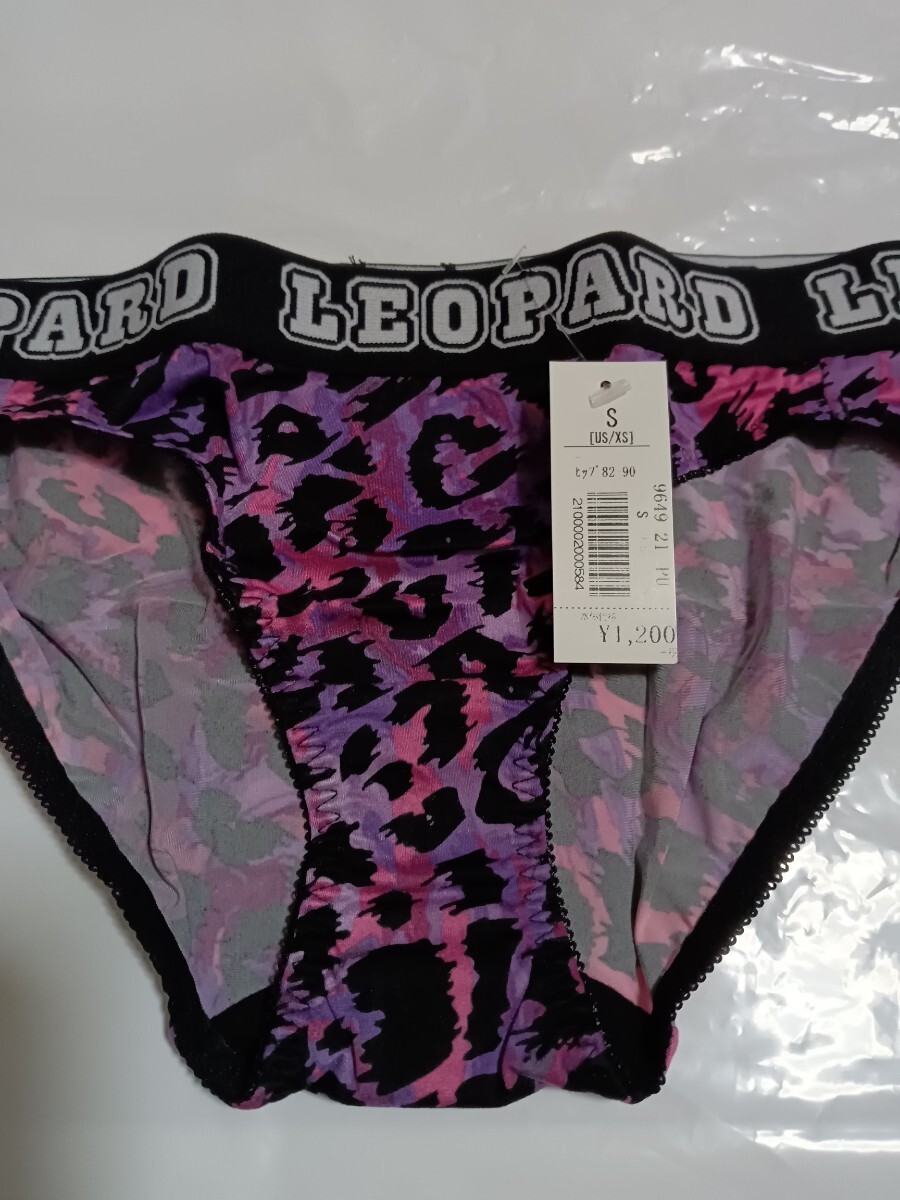 PARD LEOPARD LE
S
[US/XS]
ﾋｯﾌﾟ 82 90
9649 21 PU
S
2100002000584
¥1,200